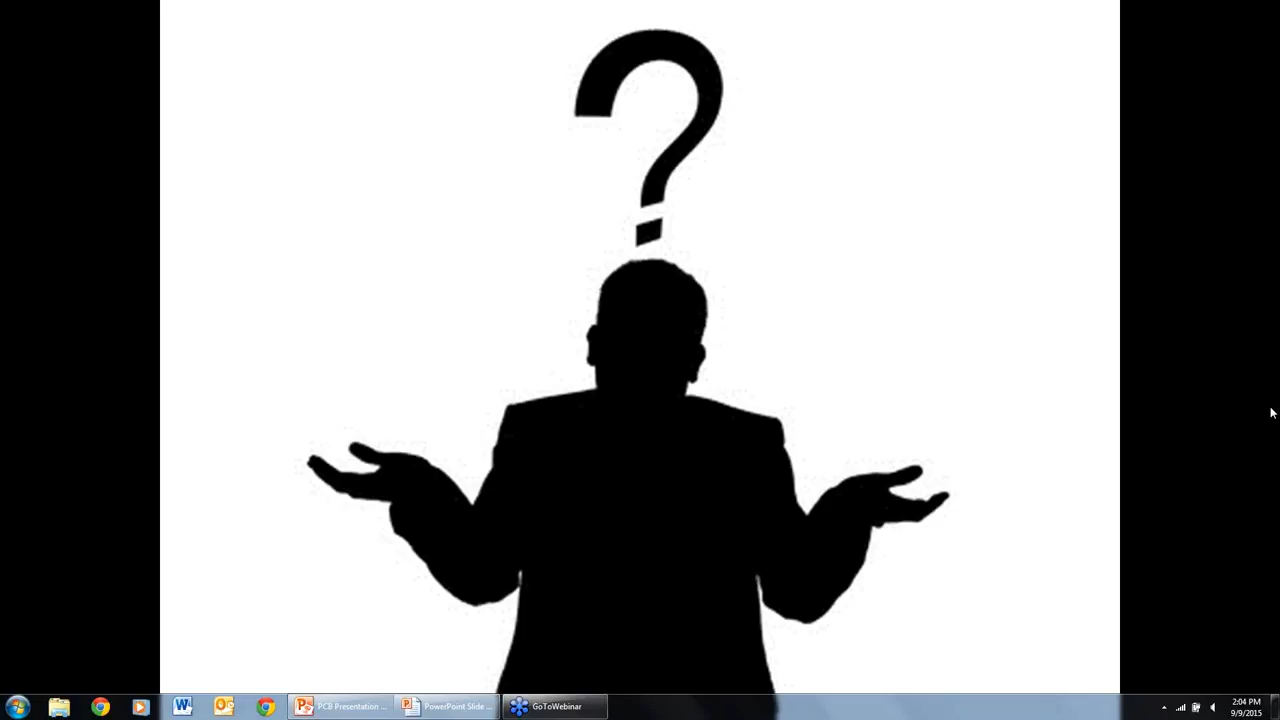 ?
PCB Presentation ...
PowerPoint Slide ...
GoToWebinar
2:04 PM
9/9/2015